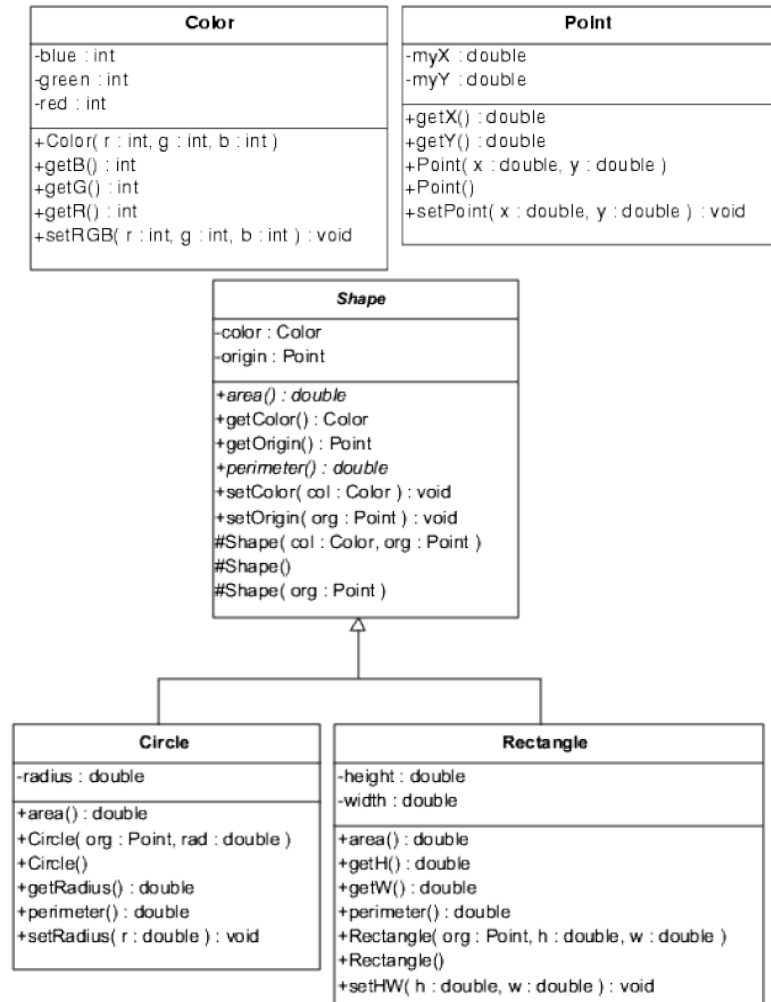 Color
-blue : int
-green : int
-red : int
+Color( r : int, g : int, b : int )
+getB() : int
+getG() : int
+getR() : int
+setRGB( r : int, g : int, b : int ) : void
Point
-myX : double
-myY : double
+getX() : double
+getY() : double
+Point( x : double, y : double )
+Point()
+setPoint( x : double, y : double ) : void
Shape
-color : Color
-origin : Point
+area() : double
+getColor() : Color
+getOrigin() : Point
+perimeter() : double
+setColor( col : Color ) : void
+setOrigin( org : Point ) : void
#Shape( col : Color, org : Point )
#Shape()
#Shape( org : Point )
Circle
-radius : double
+area() : double
+Circle( org : Point, rad : double )
+Circle()
+getRadius() : double
+perimeter() : double
+setRadius( r : double ) : void
Rectangle
-height : double
-width : double
+area() : double
+getH() : double
+getW() : double
+perimeter() : double
+Rectangle( org : Point, h : double, w : double )
+Rectangle()
+setHW( h : double, w : double ) : void